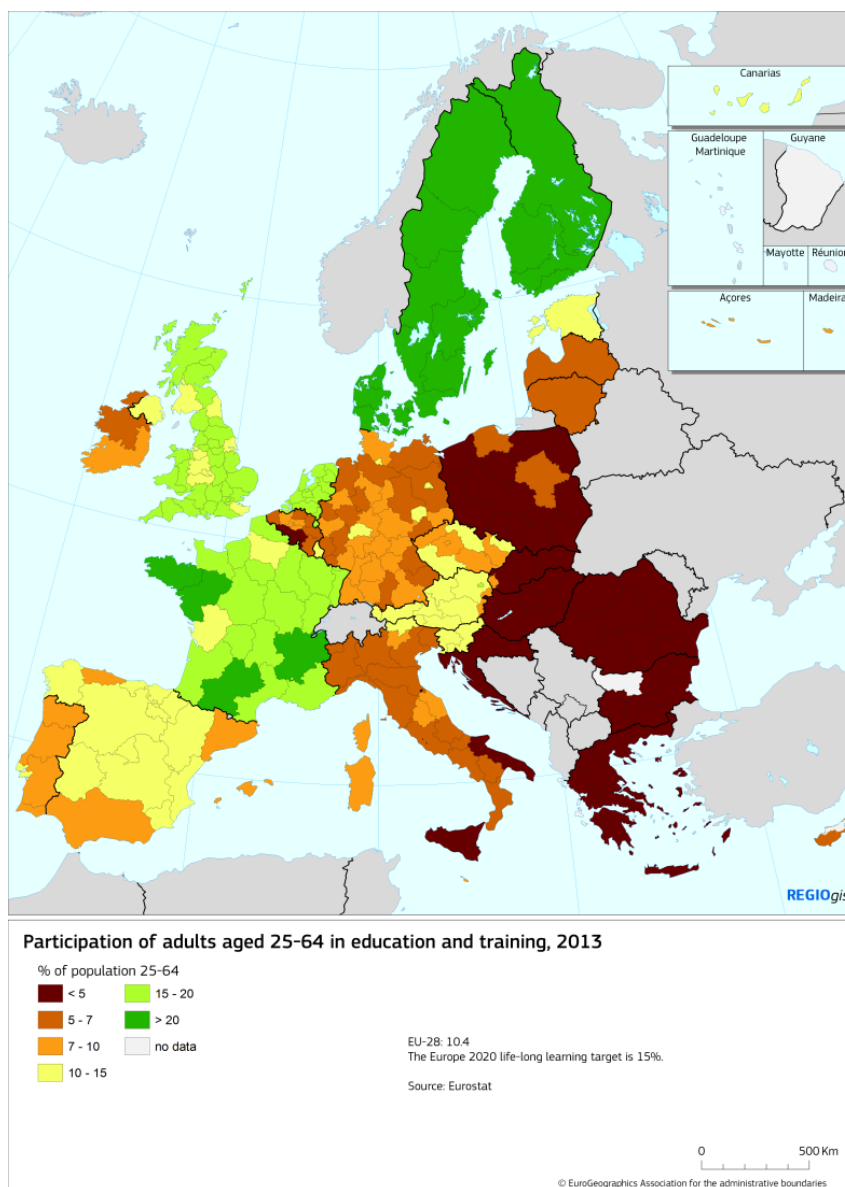 Canarias
Guadeloupe
Martinique
Guyane
Mayotte
Réunion
Açores
Madeira
REGIOgis
Participation of adults aged 25-64 in education and training, 2013
% of population 25-64
< 5
5 - 7
7 - 10
10 - 15
15 - 20
> 20
no data
EU-28: 10.4
The Europe 2020 life-long learning target is 15%.
Source: Eurostat
0 500 Km
© EuroGeographics Association for the administrative boundaries